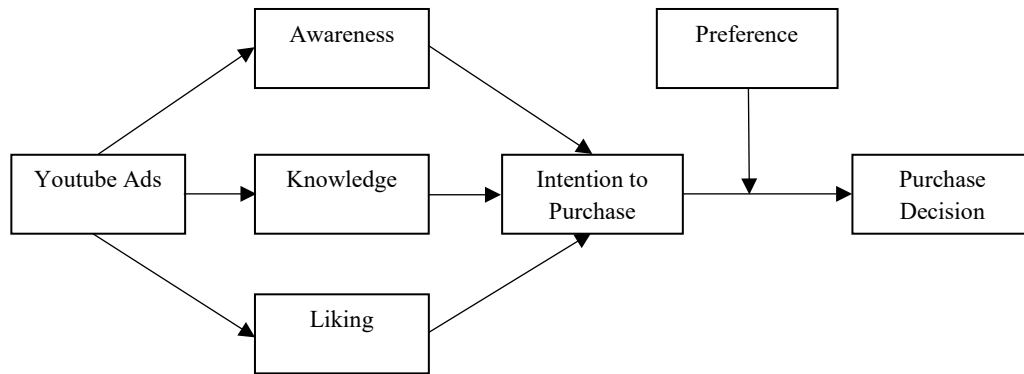 Awareness
Preference
Youtube Ads
Knowledge
Intention to
Purchase
Purchase
Decision
Liking